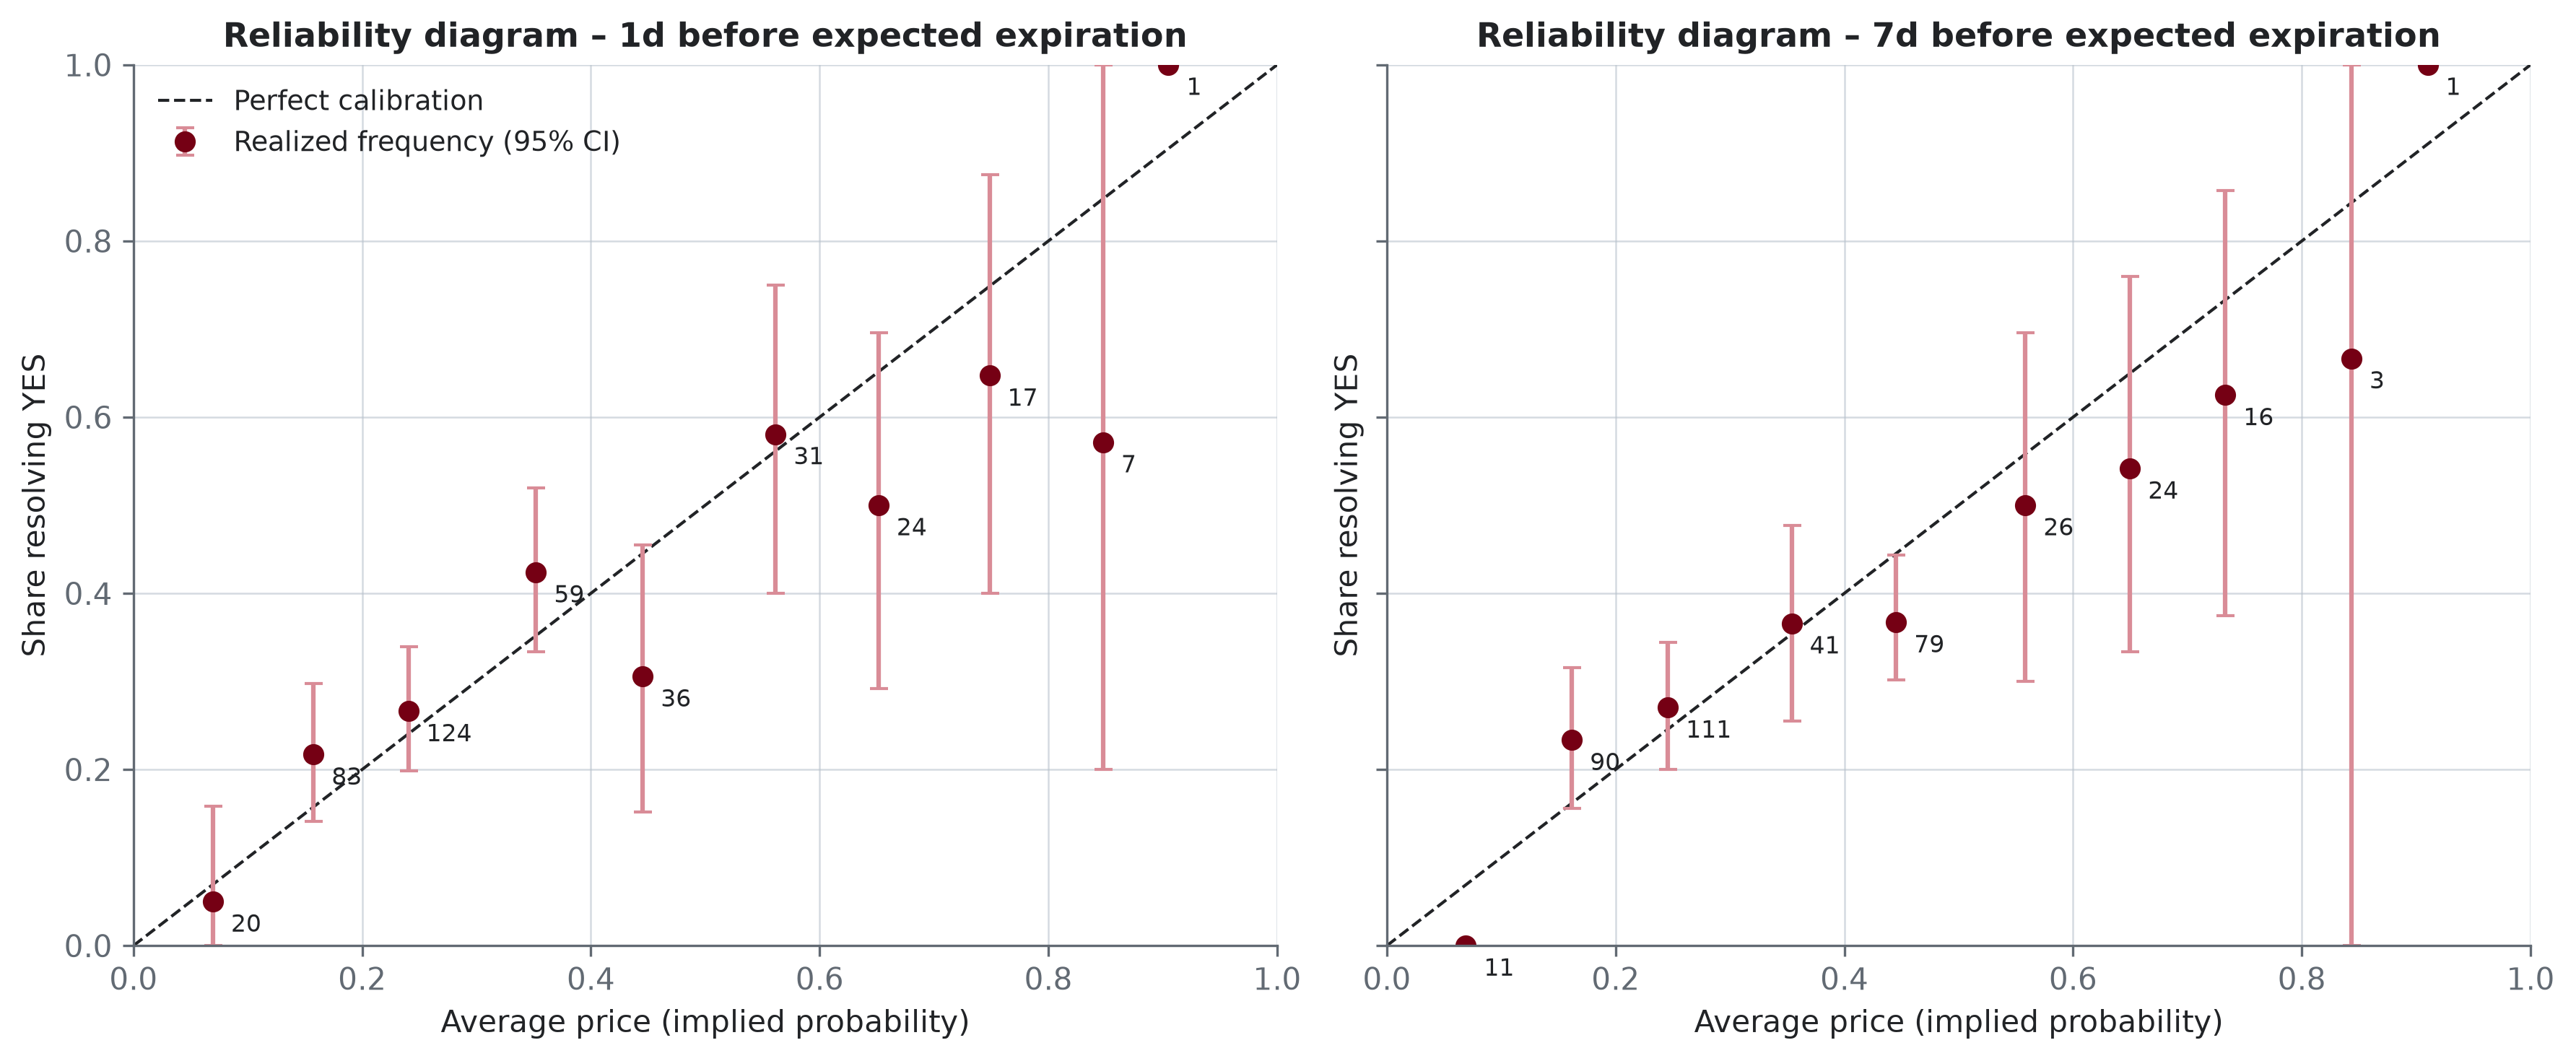 Reliability diagram – 1d before expected expiration
1.0
0.8
0.6
0.4
0.2
0.0
Share resolving YES
Perfect calibration
Realized frequency (95% CI)
20
83
124
59
36
31
24
17
7
1
0.0 0.2 0.4 0.6 0.8 1.0
Average price (implied probability)
Reliability diagram – 7d before expected expiration
Share resolving YES
11
90
111
41
79
26
24
16
3
1
0.0 0.2 0.4 0.6 0.8 1.0
Average price (implied probability)